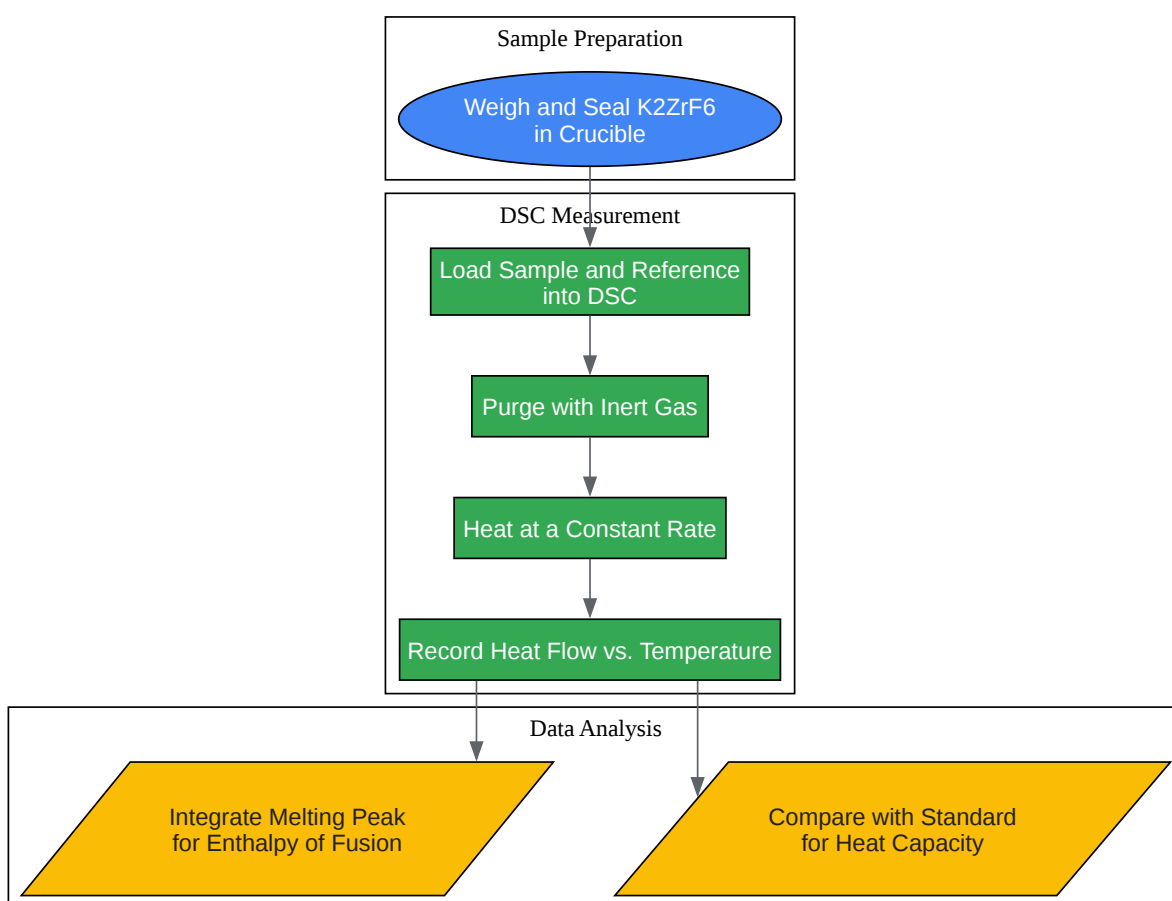 Sample Preparation
Weigh and Seal K2ZrF6
in Crucible
DSC Measurement
Load Sample and Reference
into DSC
Purge with Inert Gas
Heat at a Constant Rate
Record Heat Flow vs. Temperature
Data Analysis
Integrate Melting Peak
for Enthalpy of Fusion
Compare with Standard
for Heat Capacity